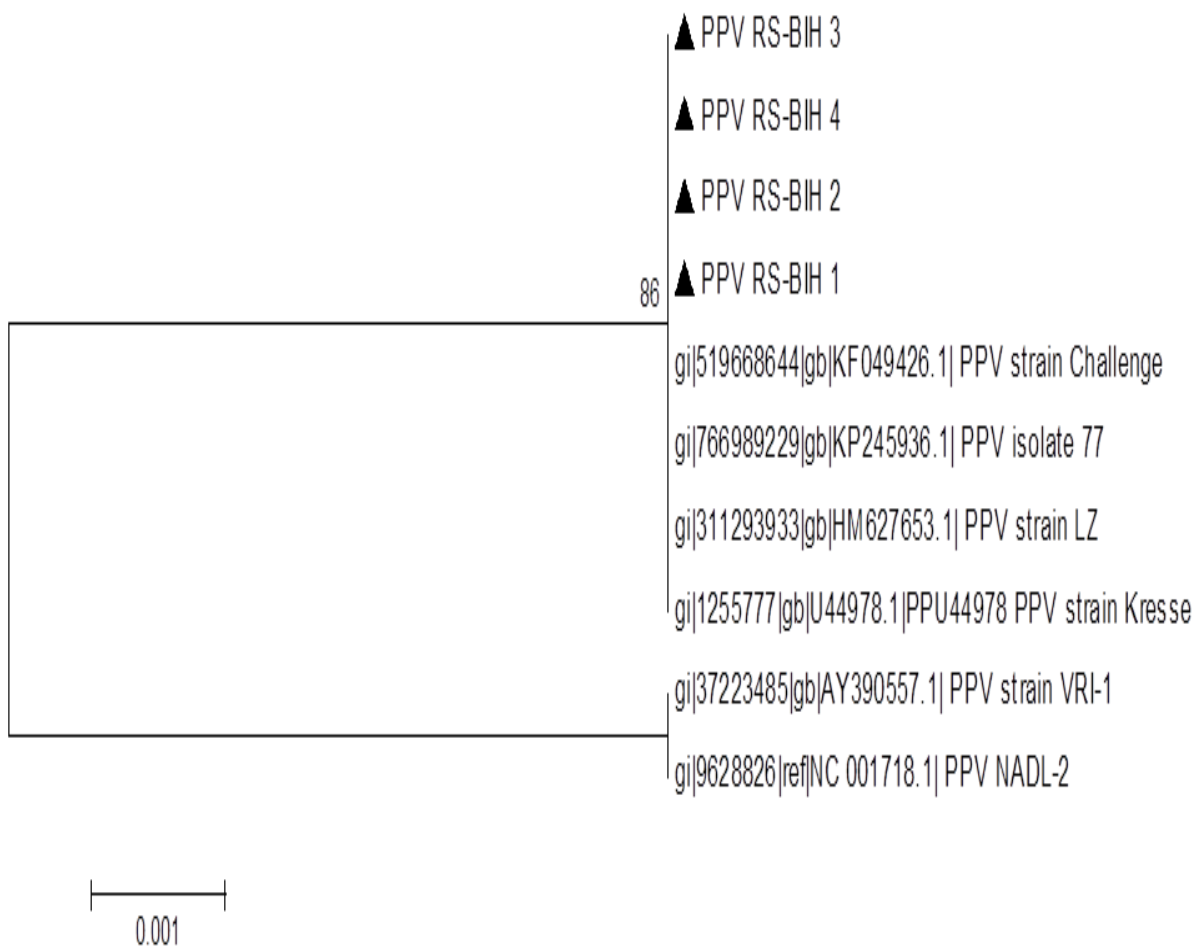 PPV RS-BIH 3
PPV RS-BIH 4
PPV RS-BIH 2
PPV RS-BIH 1
86
gi|519668644|gb|KF049426.1| PPV strain Challenge
gi|766989229|gb|KP245936.1| PPV isolate 77
gi|311293933|gb|HM627653.1| PPV strain LZ
gi|1255777|gb|U44978.1|PPU44978 PPV strain Kresse
gi|37223485|gb|AY390557.1| PPV strain VRI-1
gi|9628826|ref|NC 001718.1| PPV NADL-2
0.001